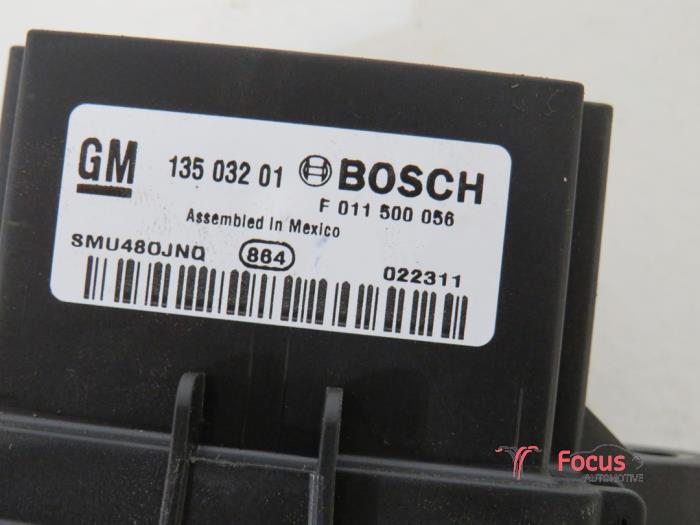 GM 135 032 01 BOSCH
F 011 500 056
Assembled in Mexico
SMU480JNQ 864 022311
Focus
AUTOMOTIVE